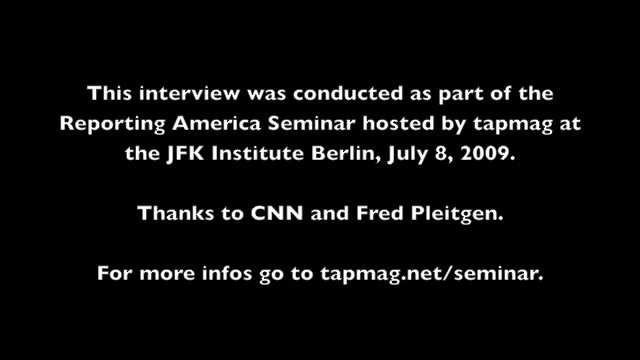 This interview was conducted as part of the
Reporting America Seminar hosted by tapmag at
the JFK Institute Berlin, July 8, 2009.
Thanks to CNN and Fred Pleitgen.
For more infos go to tapmag.net/seminar.